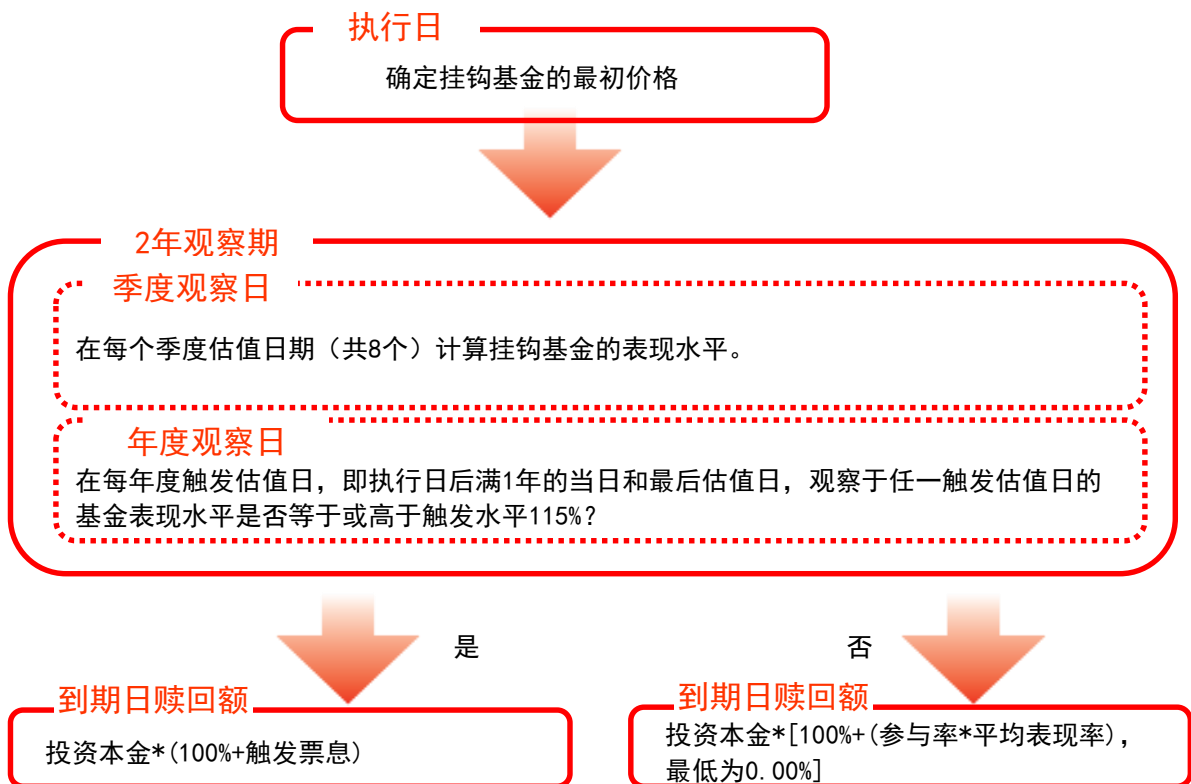 执行日
确定挂钩基金的最初价格
2年观察期
季度观察日
在每个季度估值日期（共8个）计算挂钩基金的表现水平。
年度观察日
在每年度触发估值日，即执行日后满1年的当日和最后估值日，观察于任一触发估值日的
基金表现水平是否等于或高于触发水平115%？
是
否
到期日赎回额
投资本金*(100%+触发票息)
到期日赎回额
投资本金*[100%+(参与率*平均表现率)，
最低为0.00%]